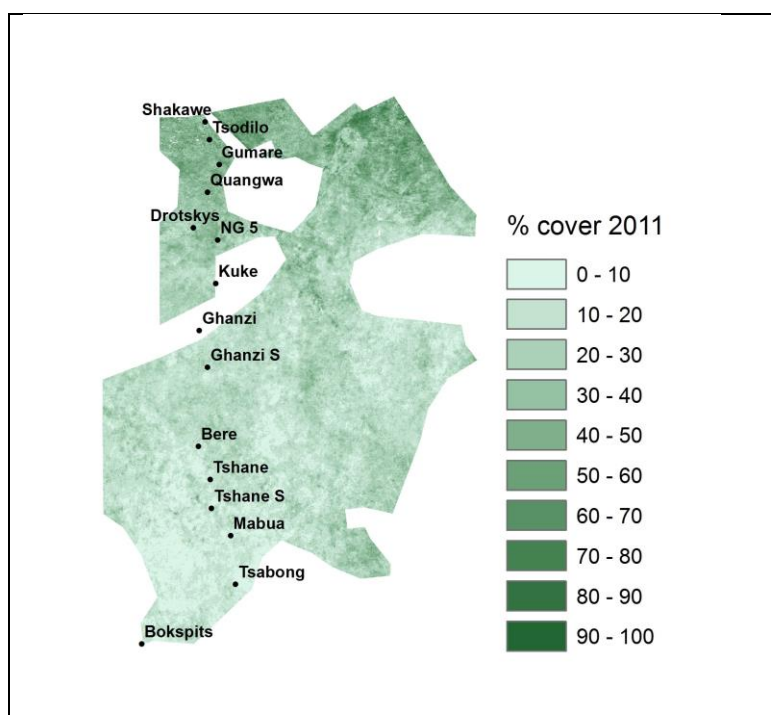 Shakawe
Tsodilo
Gumare
Quangwa
Drotskys
NG 5
Kuke
Ghanzi
Ghanzi S
Bere
Tshane
Tshane S
Mabua
Tsabong
Bokspits
% cover 2011
0 - 10
10 - 20
20 - 30
30 - 40
40 - 50
50 - 60
60 - 70
70 - 80
80 - 90
90 - 100